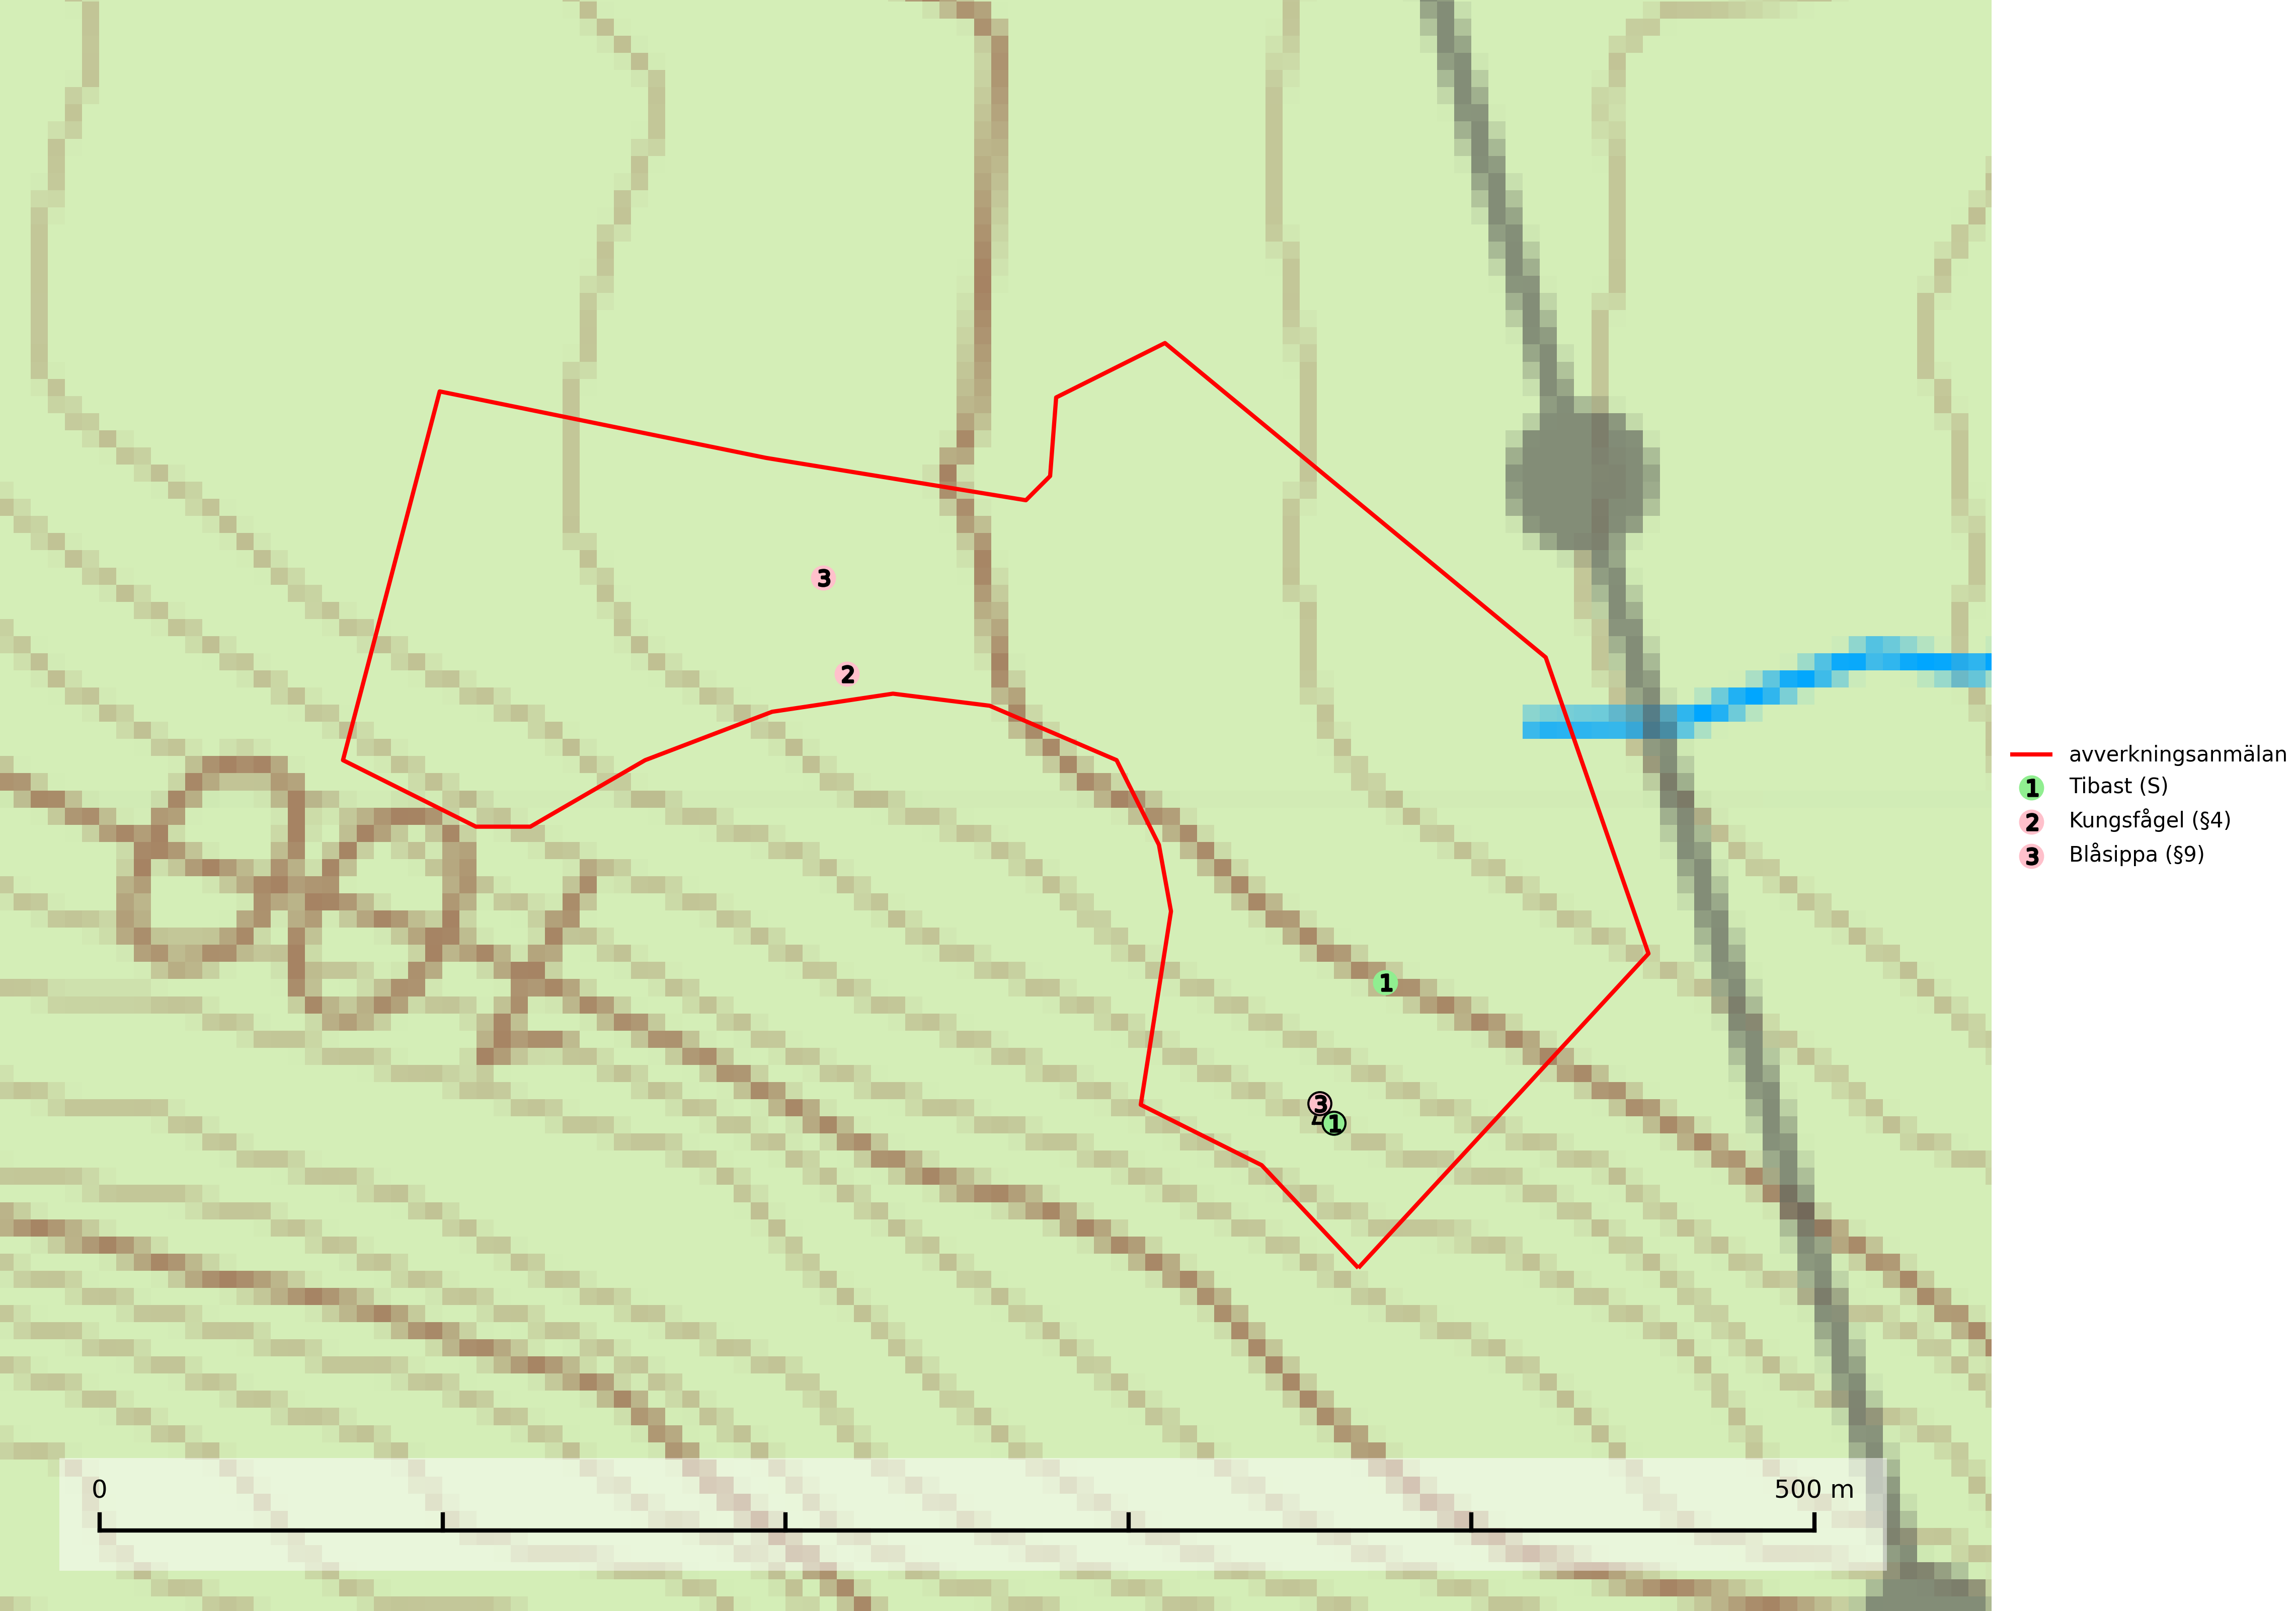 3
2
1
3
1
avverkningsanmälan
1 Tibast (S)
2 Kungsfågel (§4)
3 Blåsippa (§9)
0 500 m